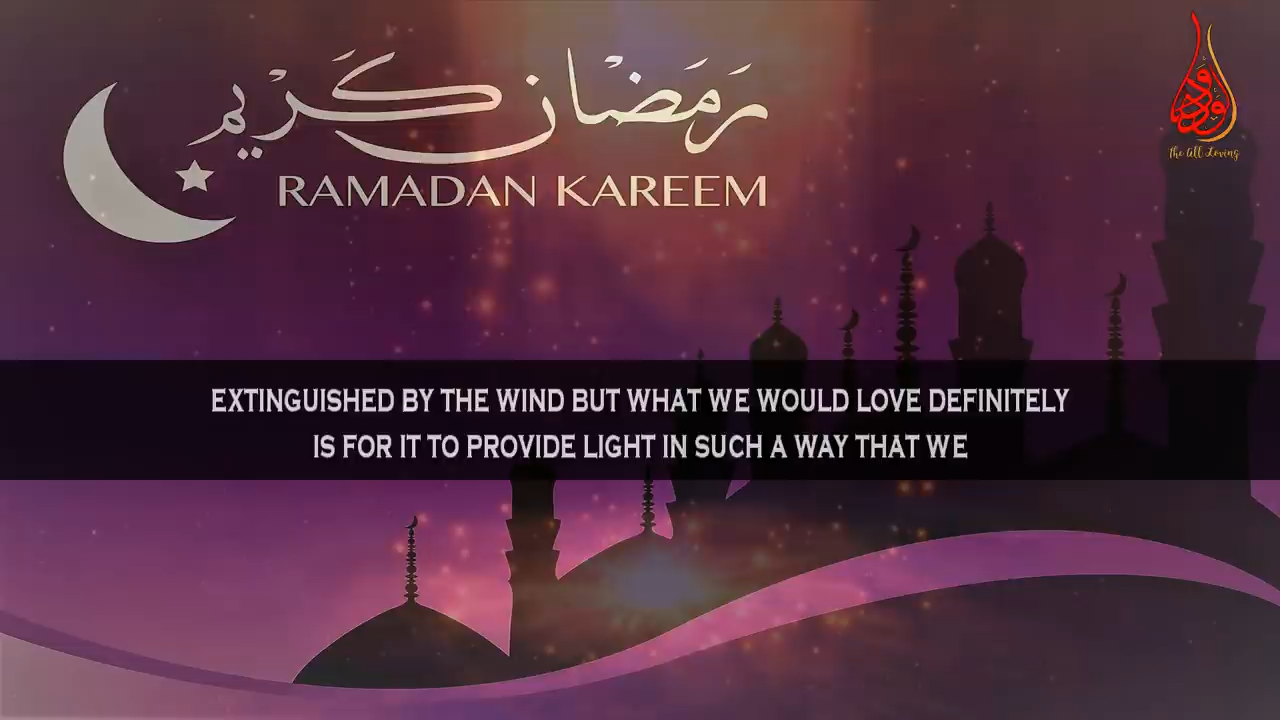 رَمَضَان كَرِيم
RAMADAN KAREEM
ودود
The All Loving
EXTINGUISHED BY THE WIND BUT WHAT WE WOULD LOVE DEFINITELY
IS FOR IT TO PROVIDE LIGHT IN SUCH A WAY THAT WE